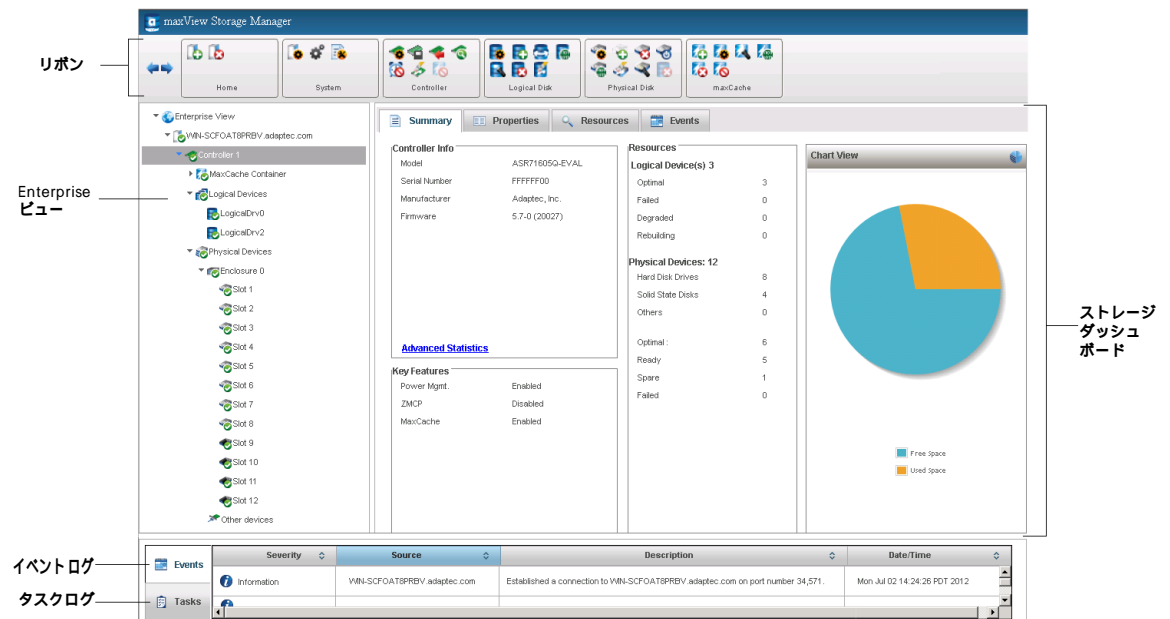 maxView Storage Manager
リボン
Home
System
Controller
Logical Disk
Physical Disk
maxCache
Enterprise
ビュー
Enterprise View
WIN-SCFOAT8PRBV.adaptec.com
Controller 1
MaxCache Container
Logical Devices
LogicalDrv0
LogicalDrv2
Physical Devices
Enclosure 0
Slot 1
Slot 2
Slot 3
Slot 4
Slot 5
Slot 6
Slot 7
Slot 8
Slot 9
Slot 10
Slot 11
Slot 12
Other devices
Summary
Properties
Resources
Events
Controller Info
Model ASR71605Q-EVAL
Serial Number FFFFFF00
Manufacturer Adaptec, Inc.
Firmware 5.7-0 (20027)
Advanced Statistics
Key Features
Power Mgmt. Enabled
ZMCP Disabled
MaxCache Enabled
Resources
Logical Device(s) 3
Optimal 3
Failed 0
Degraded 0
Rebuilding 0
Physical Devices: 12
Hard Disk Drives 8
Solid State Disks 4
Others 0
Optimal : 6
Ready 5
Spare 1
Failed 0
Chart View
Free Space
Used Space
ストレージ
ダッシュ
ボード
イベントログ
タスクログ
Events
Tasks
Severity Source Description Date/Time
Information WIN-SCFOAT8PRBV.adaptec.com Established a connection to WIN-SCFOAT8PRBV.adaptec.com on port number 34,571. Mon Jul 02 14:24:26 PDT 2012